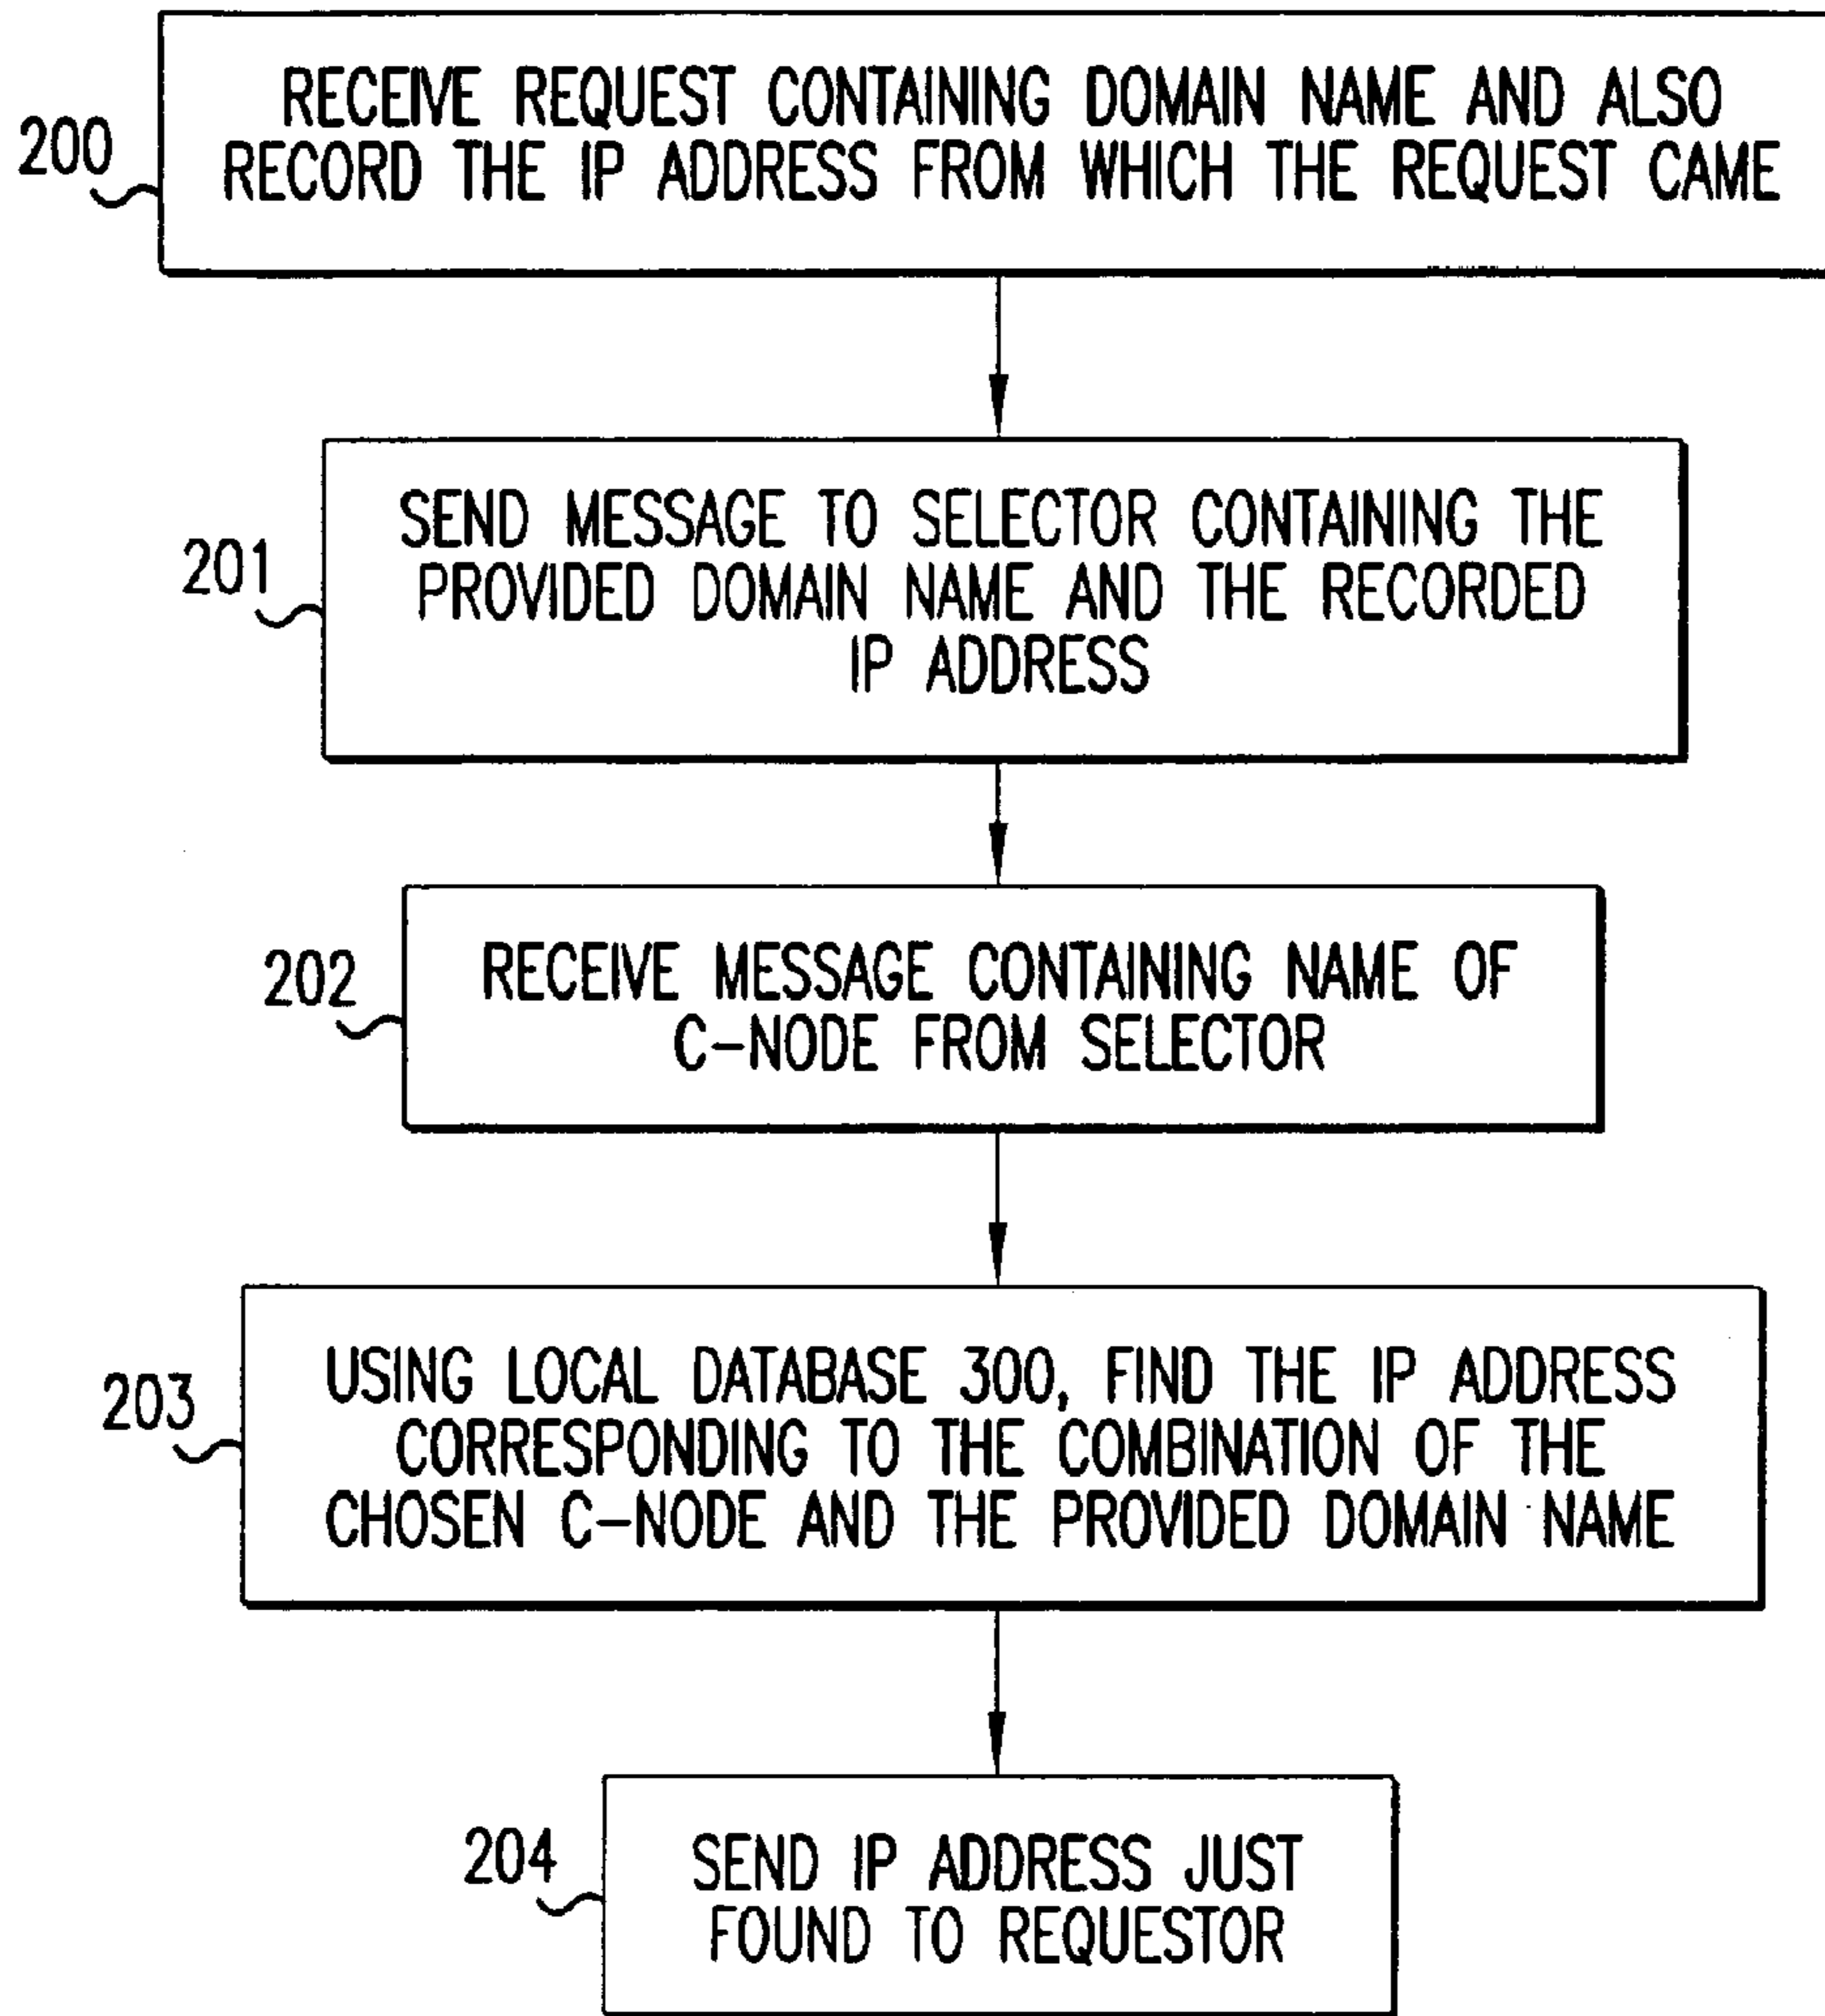 200
RECEIVE REQUEST CONTAINING DOMAIN NAME AND ALSO
RECORD THE IP ADDRESS FROM WHICH THE REQUEST CAME
201
SEND MESSAGE TO SELECTOR CONTAINING THE
PROVIDED DOMAIN NAME AND THE RECORDED
IP ADDRESS
202
RECEIVE MESSAGE CONTAINING NAME OF
C-NODE FROM SELECTOR
203
USING LOCAL DATABASE 300, FIND THE IP ADDRESS
CORRESPONDING TO THE COMBINATION OF THE
CHOSEN C-NODE AND THE PROVIDED DOMAIN NAME
204
SEND IP ADDRESS JUST
FOUND TO REQUESTOR